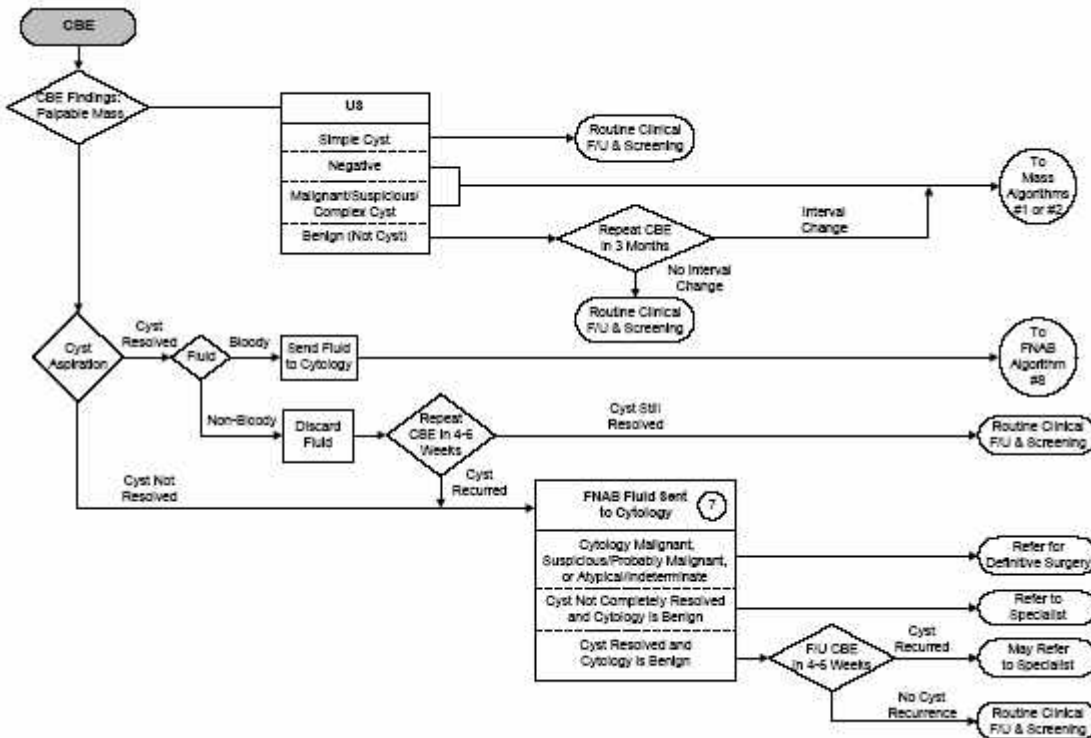 CBE
CBE Findings:
Palpable Mass
US
Simple Cyst
Negative
Malignant/Suspicious/
Complex Cyst
Benign (Not Cyst)
Routine Clinical
F/U & Screening
To
Mass
Algorithms
#1 or #2
Repeat CBE
in 3 Months
Interval
Change
No Interval
Change
Routine Clinical
F/U & Screening
Cyst
Aspiration
Cyst
Resolved
Fluid
Bloody
Send Fluid
to Cytology
To
FNAB
Algorithm
#8
Non-Bloody
Discard
Fluid
Repeat
CBE in 4-6
Weeks
Cyst Still
Resolved
Routine Clinical
F/U & Screening
Cyst Not
Resolved
Cyst
Recurred
FNAB Fluid Sent
to Cytology
7
Cytology Malignant,
Suspicious/Probably Malignant,
or Atypical/Indeterminate
Refer for
Definitive Surgery
Cyst Not Completely Resolved
and Cytology is Benign
Refer to
Specialist
Cyst Resolved and
Cytology is Benign
F/U CBE
in 4-6 Weeks
Cyst
Recurred
May Refer
to Specialist
No Cyst
Recurrence
Routine Clinical
F/U & Screening